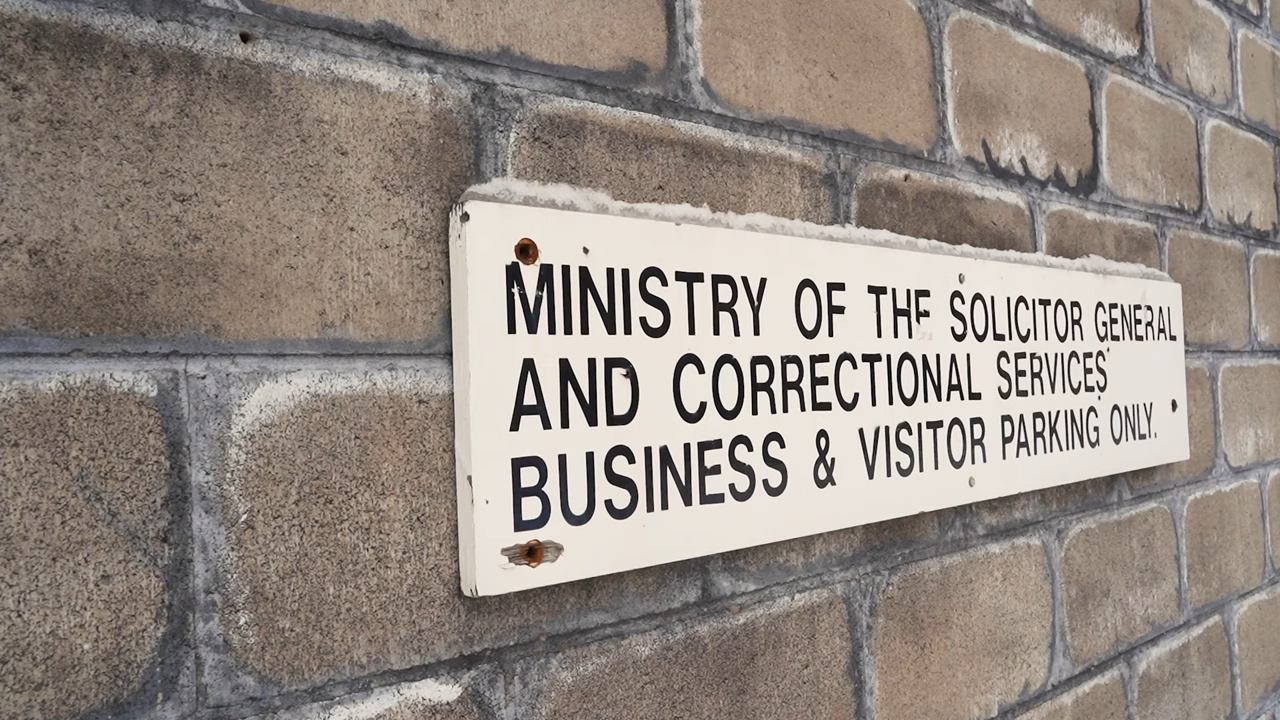 MINISTRY OF THE SOLICITOR GENERAL
AND CORRECTIONAL SERVICES
BUSINESS & VISITOR PARKING ONLY.